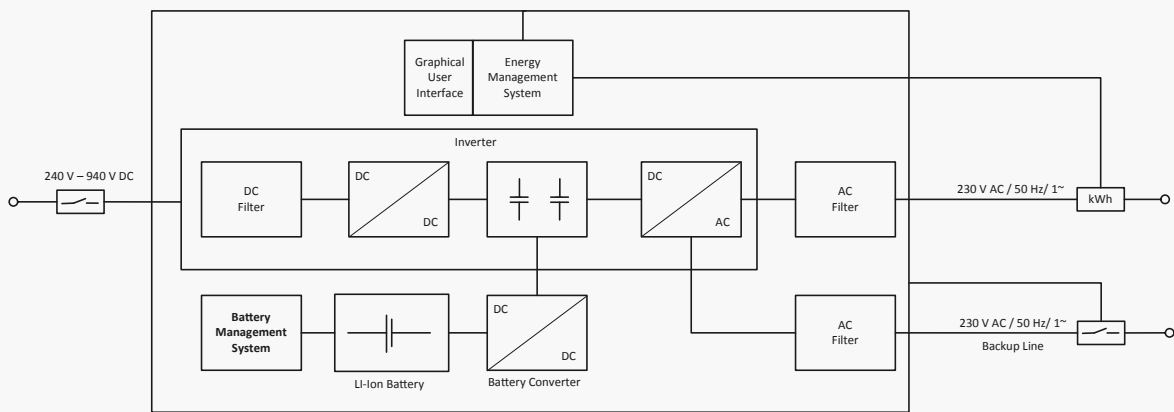 Graphical
User
Interface
Energy
Management
System
Inverter
240 V – 940 V DC
DC
Filter
DC
DC
DC
AC
AC
Filter
230 V AC / 50 Hz/ 1~
kWh
Battery
Management
System
LI-Ion Battery
DC
DC
Battery Converter
AC
Filter
230 V AC / 50 Hz/ 1~
Backup Line